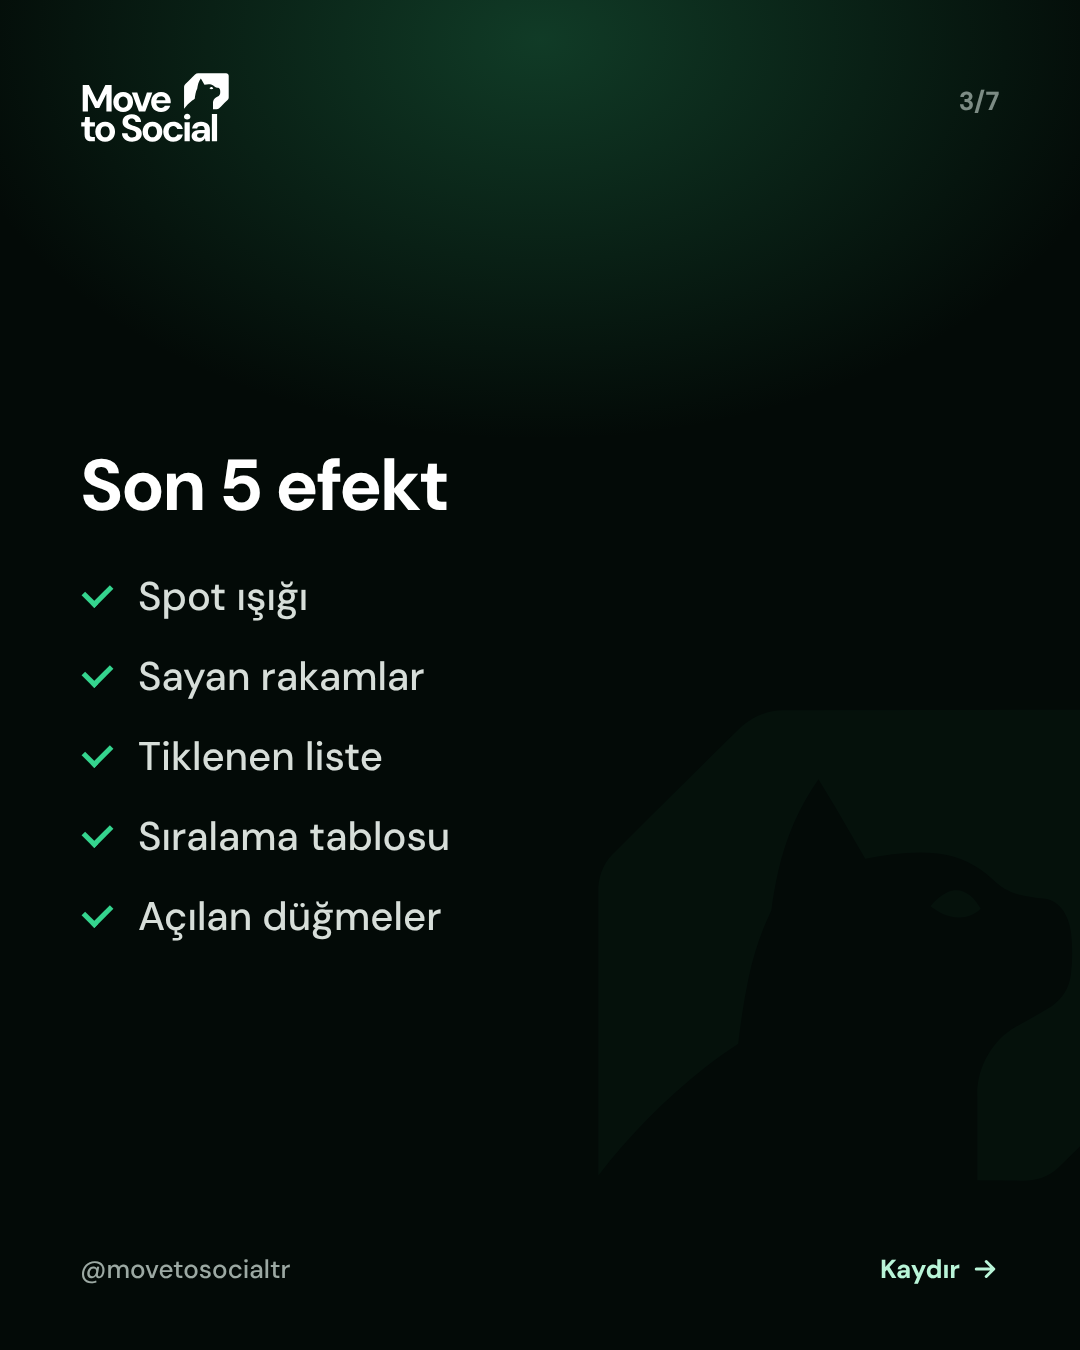 Move
to Social
3/7
Son 5 efekt
Spot ışığı
Sayan rakamlar
Tiklenen liste
Sıralama tablosu
Açılan düğmeler
@movetosocialtr
Kaydır →